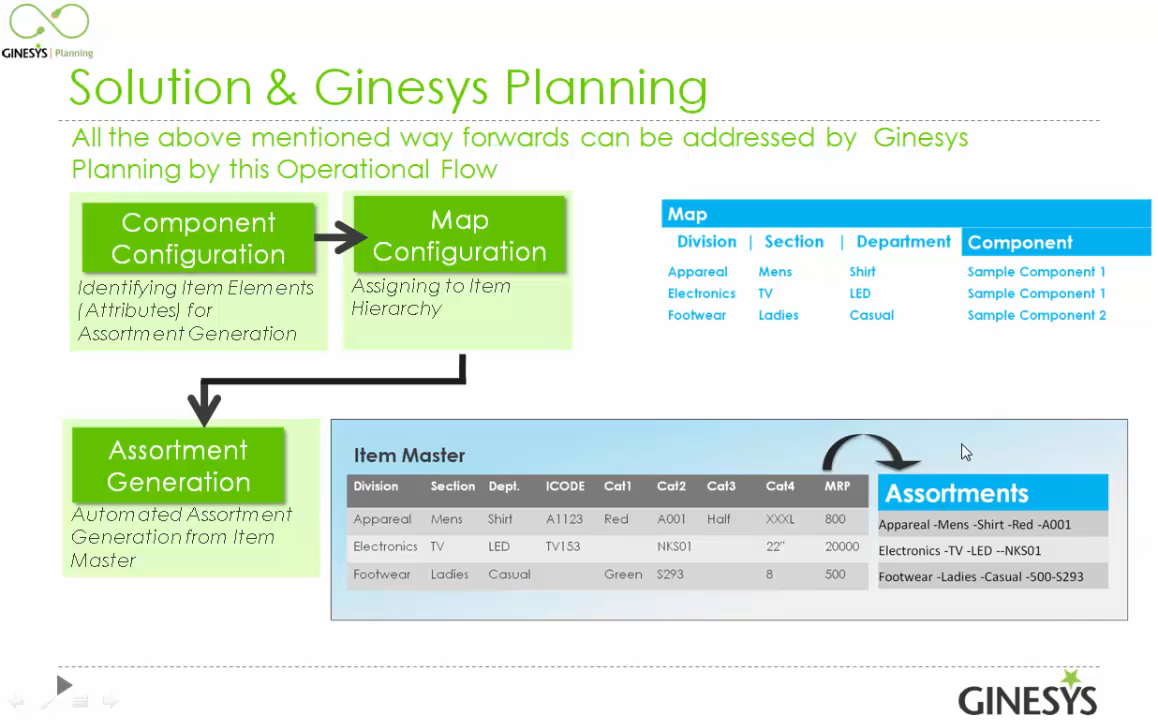 GINESYS | Planning
Solution & Ginesys Planning
All the above mentioned way forwards can be addressed by Ginesys
Planning by this Operational Flow
Component
Configuration
Identifying Item Elements
(Attributes) for
Assortment Generation
Map
Configuration
Assigning to Item
Hierarchy
Map
Division | Section | Department Component
Appareal Mens Shirt Sample Component 1
Electronics TV LED Sample Component 1
Footwear Ladies Casual Sample Component 2
Assortment
Generation
Automated Assortment
Generation from Item
Master
Item Master
Division Section Dept. ICODE Cat1 Cat2 Cat3 Cat4 MRP
Appareal Mens Shirt A1123 Red A001 Half XXXL 800
Electronics TV LED TV153 NKS01 22" 20000
Footwear Ladies Casual Green S293 8 500
Assortments
Appareal -Mens -Shirt -Red -A001
Electronics -TV -LED --NKS01
Footwear -Ladies -Casual -500-S293
GINESYS